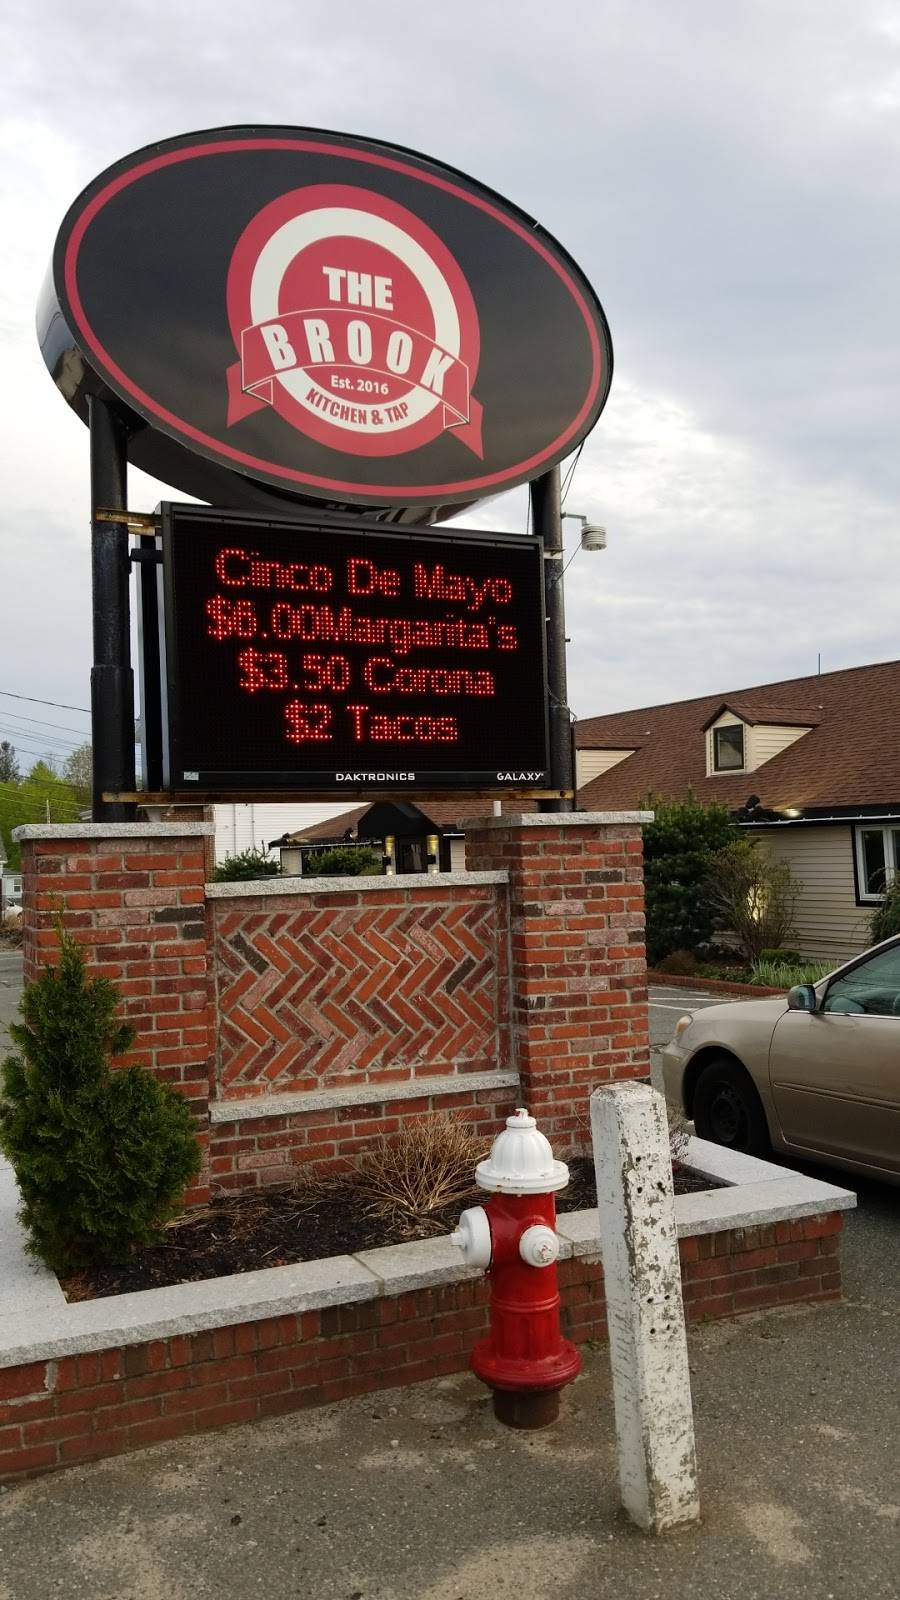 THE
BROOK
Est. 2016
KITCHEN & TAP
Cinco De Mayo
$6.00Margarita's
$3.50 Corona
$2 Tacos
DAKTRONICS GALAXY